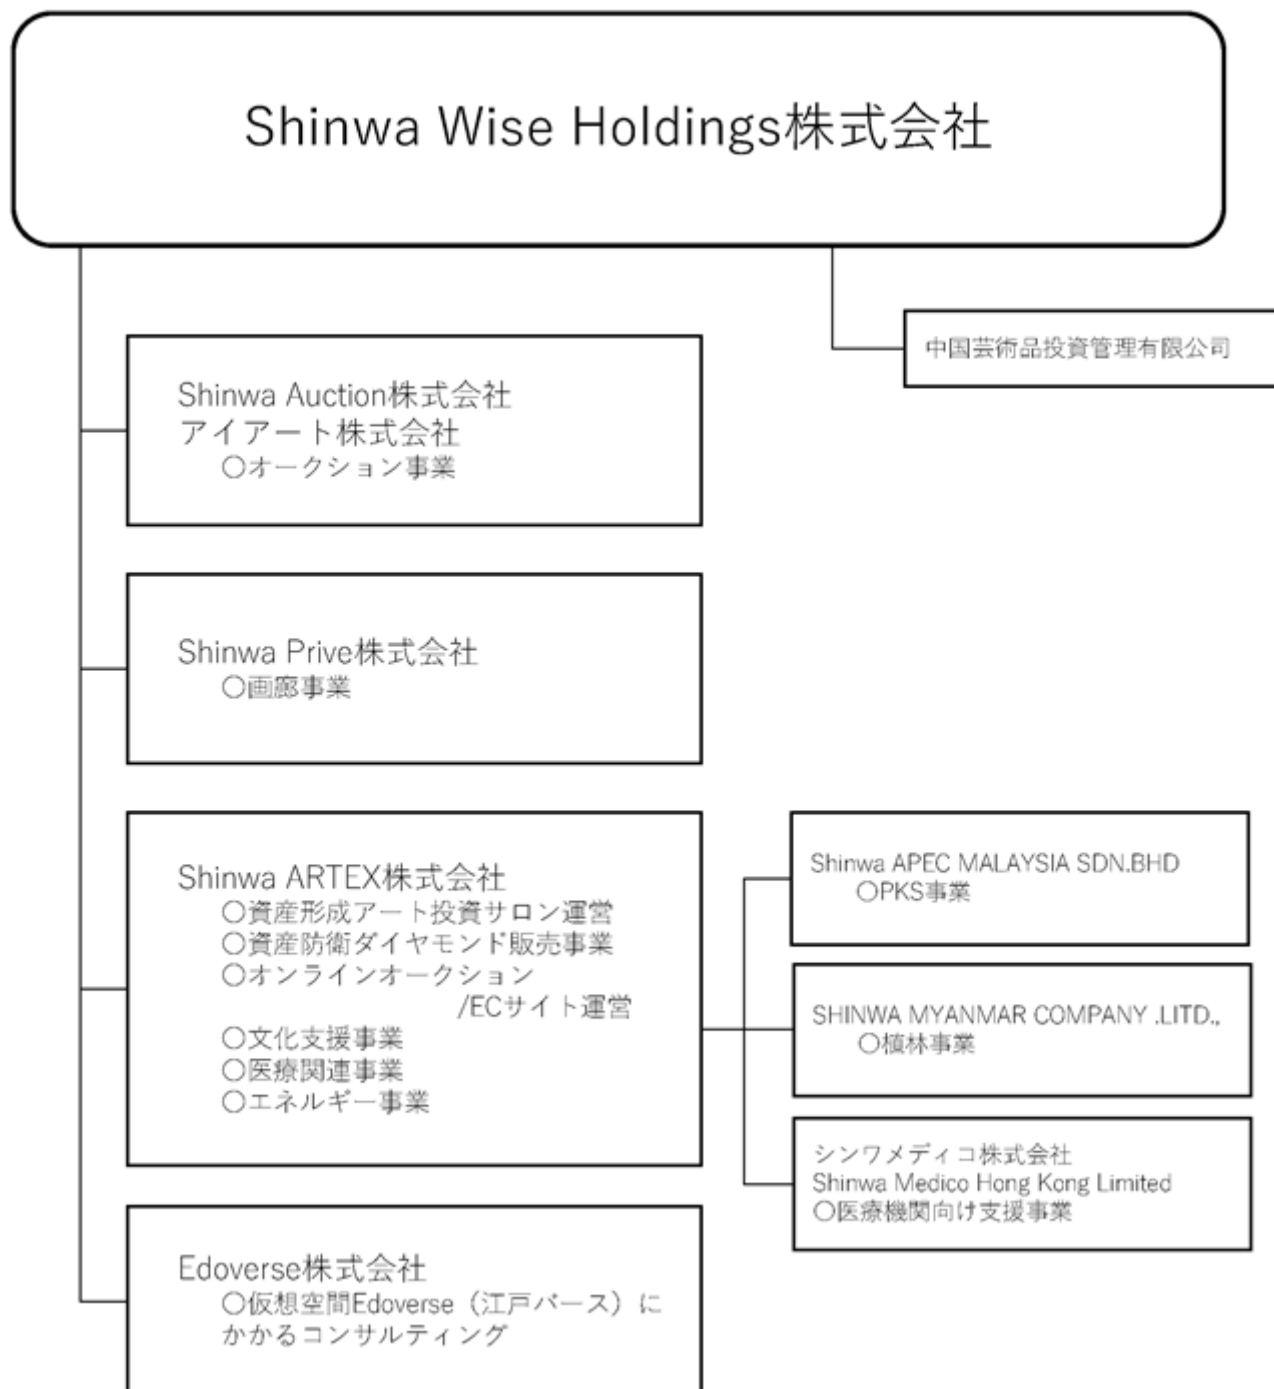 Shinwa Wise Holdings株式会社
中国芸術品投資管理有限公司
Shinwa Auction株式会社
アイアート株式会社
〇オークション事業
Shinwa Prive株式会社
〇画廊事業
Shinwa ARTEX株式会社
〇資産形成アート投資サロン運営
〇資産防衛ダイヤモンド販売事業
〇オンラインオークション
/ECサイト運営
〇文化支援事業
〇医療関連事業
〇エネルギー事業
Shinwa APEC MALAYSIA SDN.BHD
〇PKS事業
SHINWA MYANMAR COMPANY .LITD.,
〇植林事業
シンワメディコ株式会社
Shinwa Medico Hong Kong Limited
〇医療機関向け支援事業
Edoverse株式会社
〇仮想空間Edoverse（江戸バース）に
かかるコンサルティング